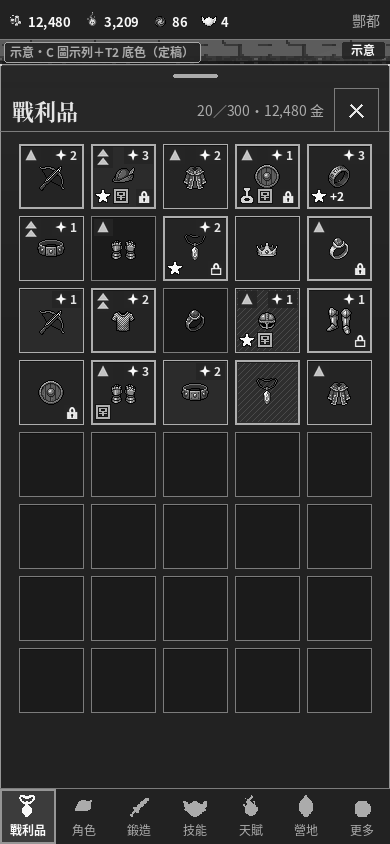 12,480 3,209 86 4 酆都
示意・C 圖示列＋T2 底色（定稿） 示意
戰利品 20／300・12,480 金 ×
2 3 2 1 3
+2
1 2
1 2 1 1
3 2
戰利品 角色 鍛造 技能 天賦 營地 更多